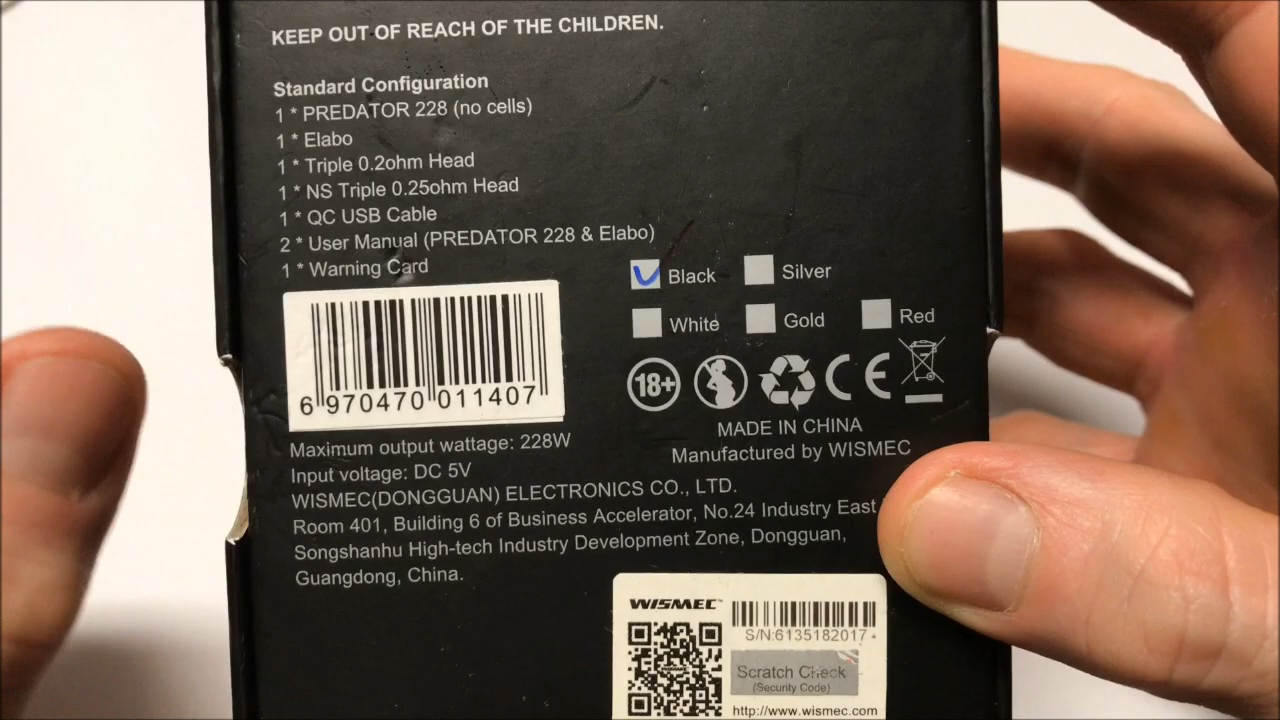 KEEP OUT OF REACH OF THE CHILDREN.
Standard Configuration
1 * PREDATOR 228 (no cells)
1 * Elabo
1 * Triple 0.2ohm Head
1 * NS Triple 0.25ohm Head
1 * QC USB Cable
2 * User Manual (PREDATOR 228 & Elabo)
1 * Warning Card
Black
Silver
White
Gold
Red
6 970470 011407
18+
CE
MADE IN CHINA
Manufactured by WISMEC
Maximum output wattage: 228W
Input voltage: DC 5V
WISMEC(DONGGUAN) ELECTRONICS CO., LTD.
Room 401, Building 6 of Business Accelerator, No.24 Industry East
Songshanhu High-tech Industry Development Zone, Dongguan,
Guangdong, China.
WISMEC™
S/N:6135182017
Scratch Check
(Security Code)
http://www.wismec.com